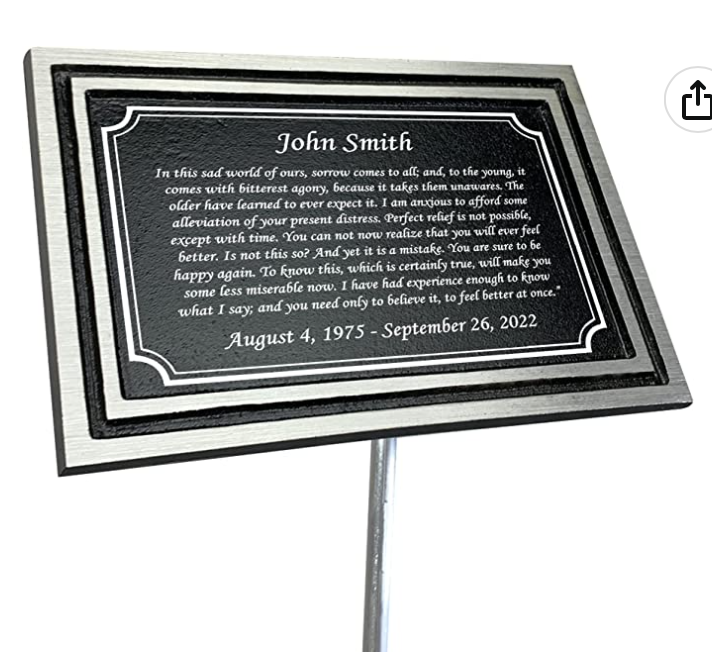 John Smith
In this sad world of ours, sorrow comes to all; and, to the young, it
comes with bitterest agony, because it takes them unawares. The
older have learned to ever expect it. I am anxious to afford some
alleviation of your present distress. Perfect relief is not possible,
except with time. You can not now realize that you will ever feel
better. Is not this so? And yet it is a mistake. You are sure to be
happy again. To know this, which is certainly true, will make you
some less miserable now. I have had experience enough to know
what I say; and you need only to believe it, to feel better at once."
August 4, 1975 - September 26, 2022